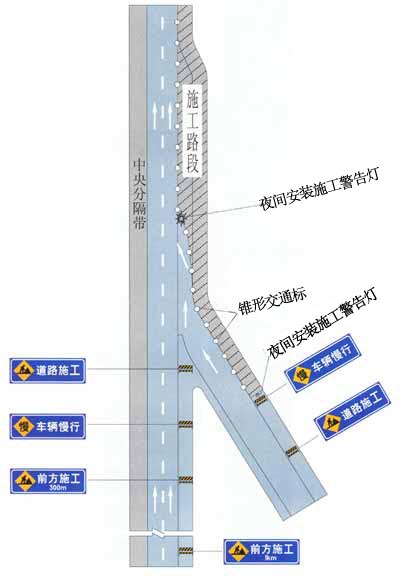 施工路段
中央分隔带
夜间安装施工警告灯
锥形交通标
夜间安装施工警告灯
慢 车辆慢行
道路施工
道路施工
慢 车辆慢行
前方施工
300m
前方施工
1km